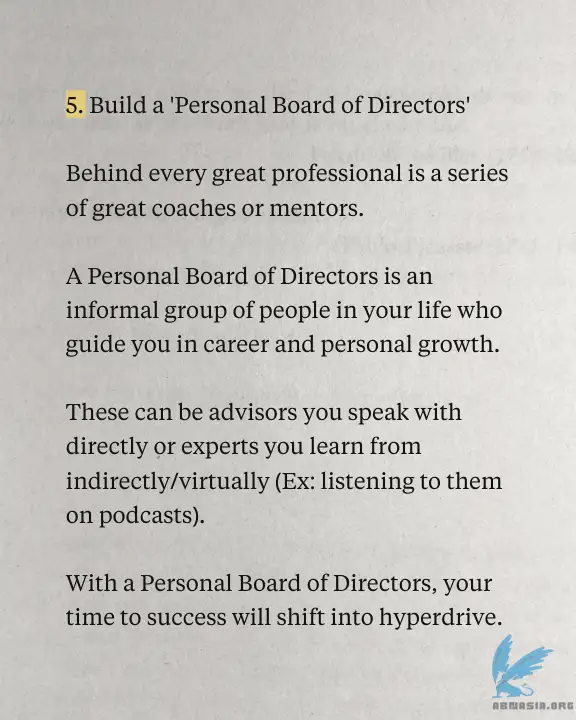 5. Build a 'Personal Board of Directors'
Behind every great professional is a series
of great coaches or mentors.
A Personal Board of Directors is an
informal group of people in your life who
guide you in career and personal growth.
These can be advisors you speak with
directly or experts you learn from
indirectly/virtually (Ex: listening to them
on podcasts).
With a Personal Board of Directors, your
time to success will shift into hyperdrive.
ABMASIA.ORG